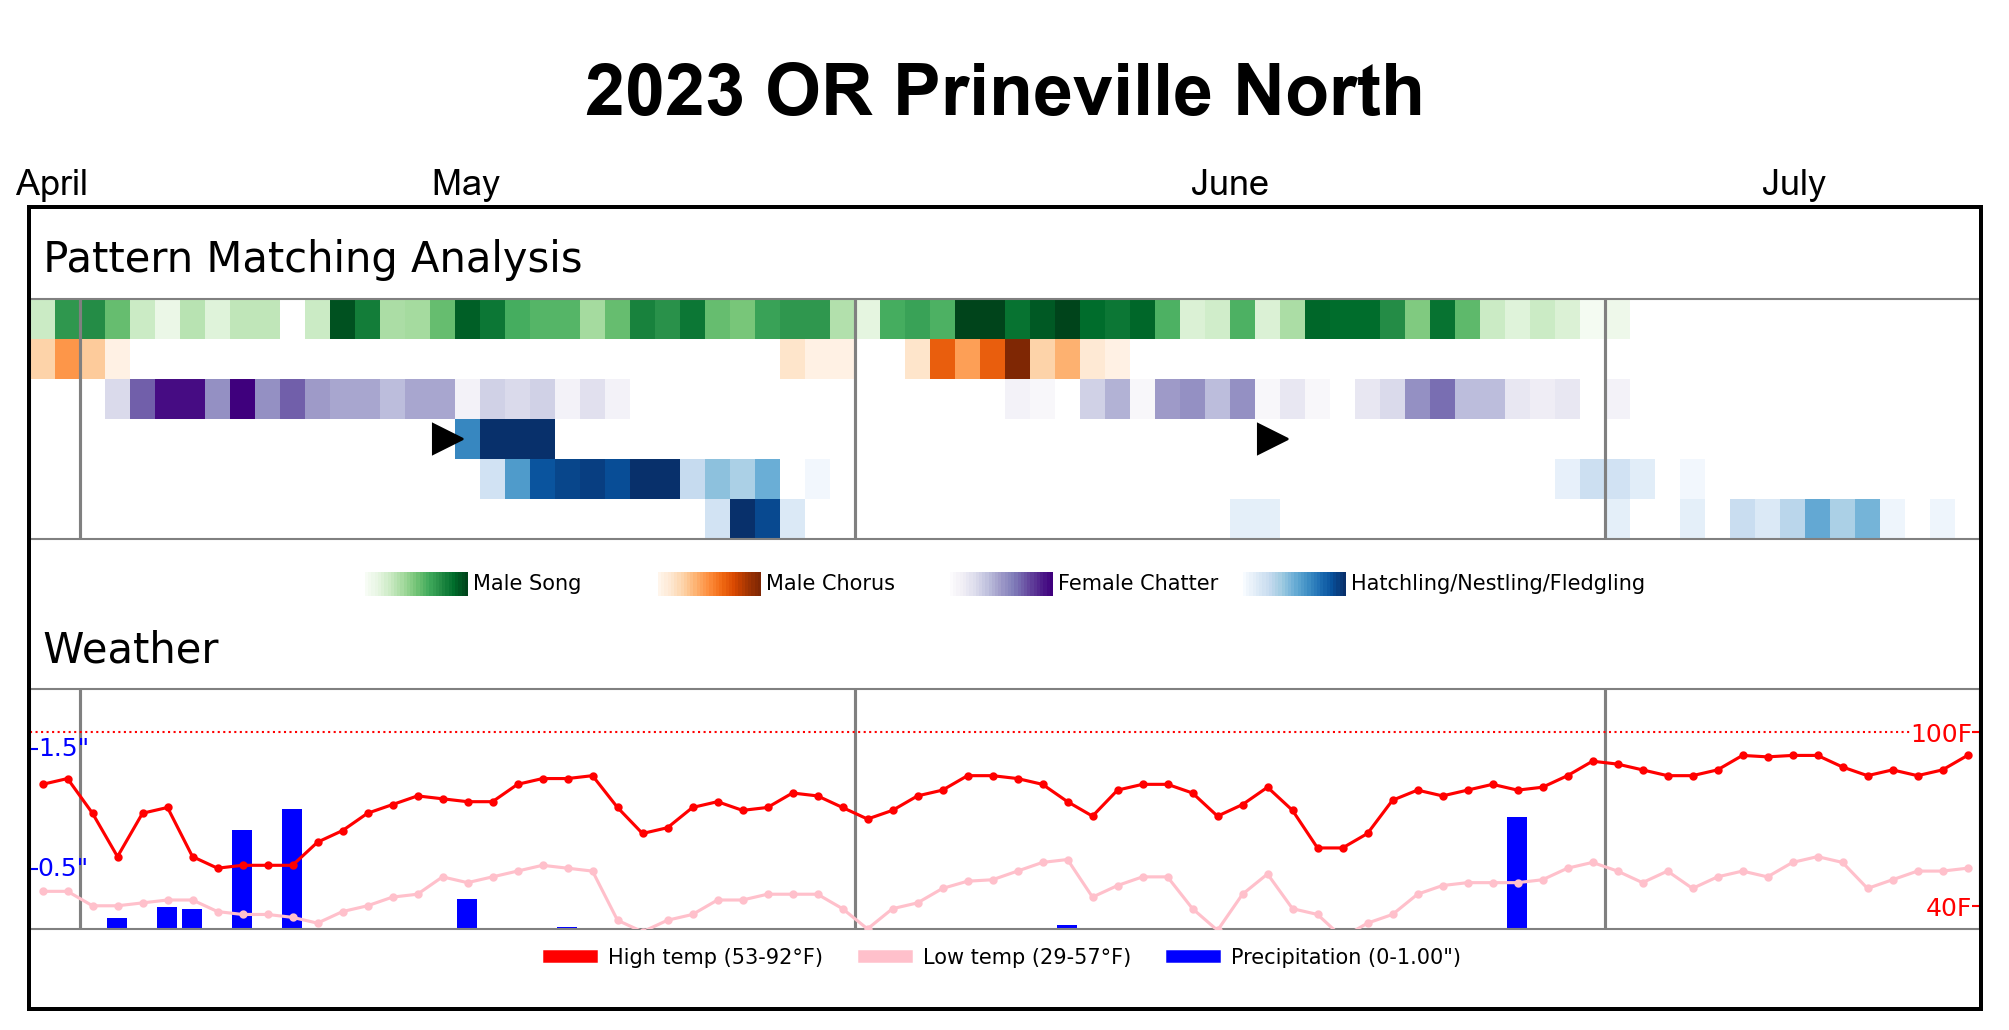 2023 OR Prineville North
April May June July
Pattern Matching Analysis
Male Song Male Chorus Female Chatter Hatchling/Nestling/Fledgling
Weather
1.5" 100F
0.5"
40F
High temp (53-92°F) Low temp (29-57°F) Precipitation (0-1.00")